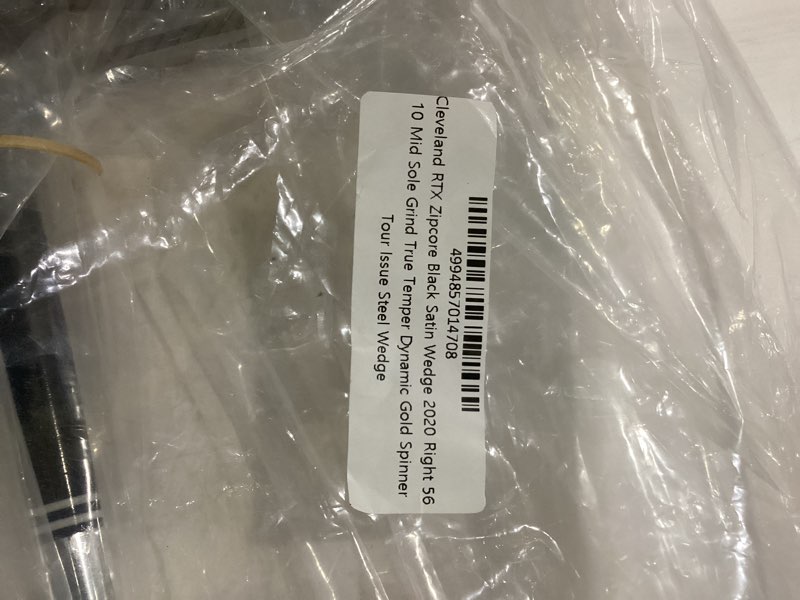 4994857014708
Cleveland RTX Zipcore Black Satin Wedge 2020 Right 56
10 Mid Sole Grind True Temper Dynamic Gold Spinner
Tour Issue Steel Wedge